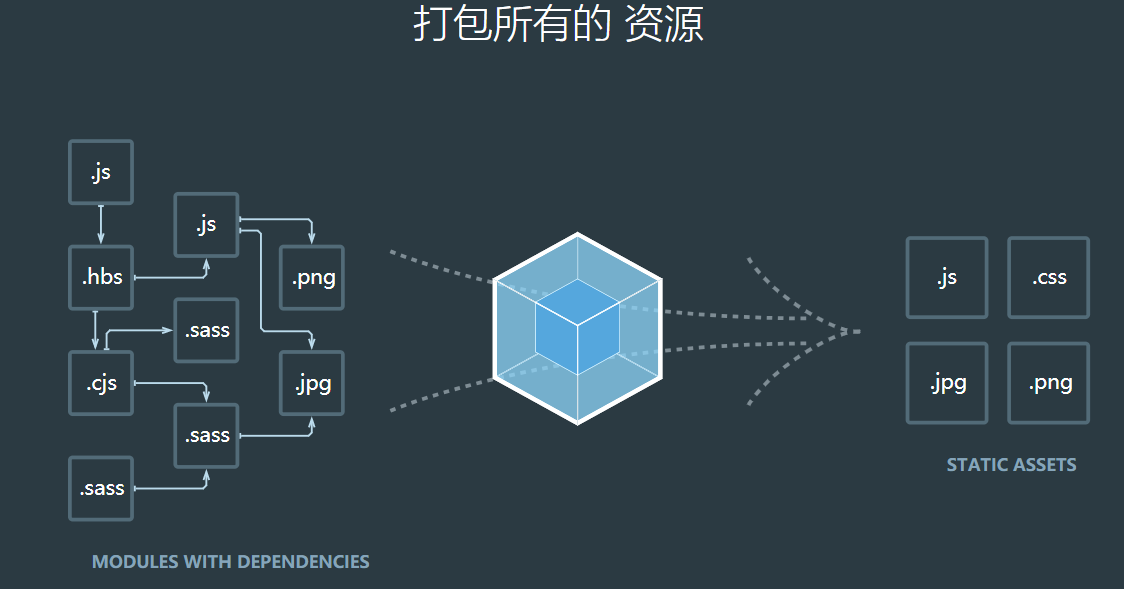 打包所有的 资源
.js
.js
.hbs
.png
.sass
.cjs
.jpg
.sass
.sass
MODULES WITH DEPENDENCIES
.js
.css
.jpg
.png
STATIC ASSETS